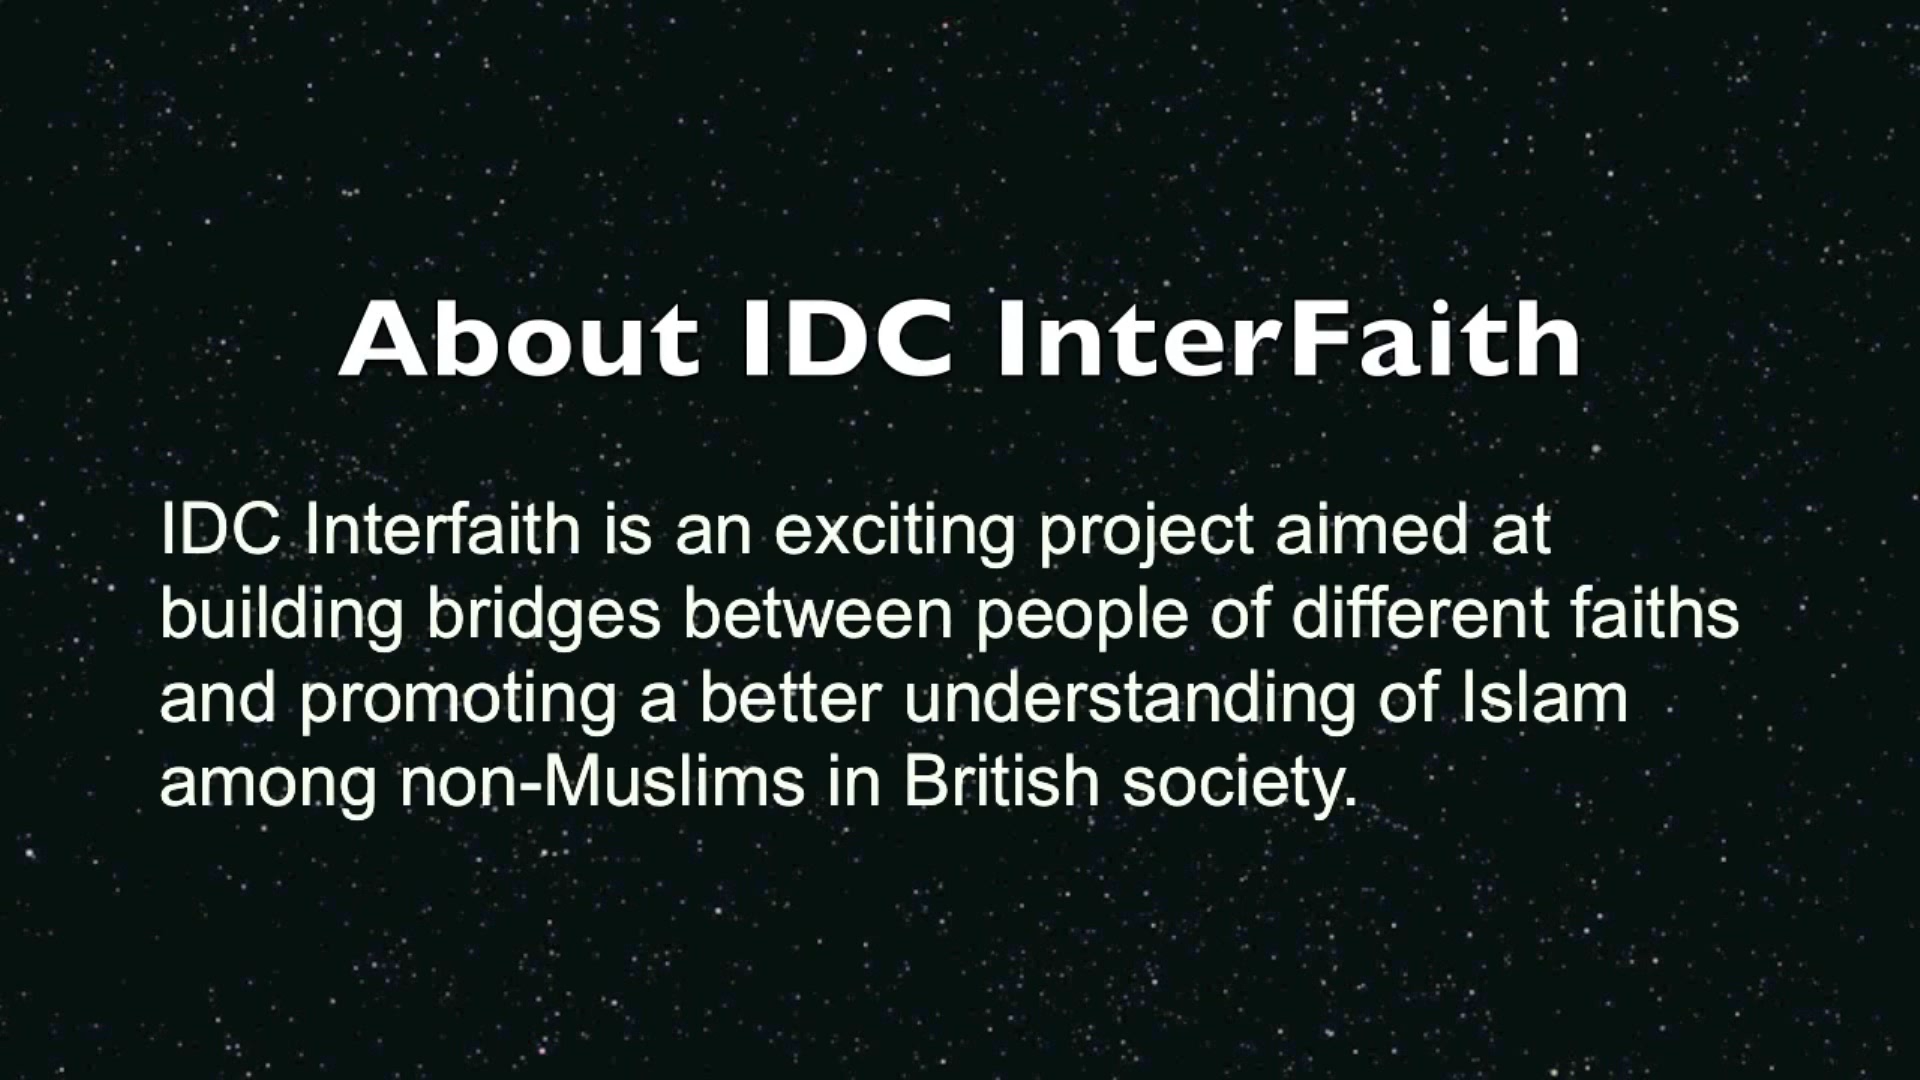 About IDC InterFaith
IDC Interfaith is an exciting project aimed at
building bridges between people of different faiths
and promoting a better understanding of Islam
among non-Muslims in British society.